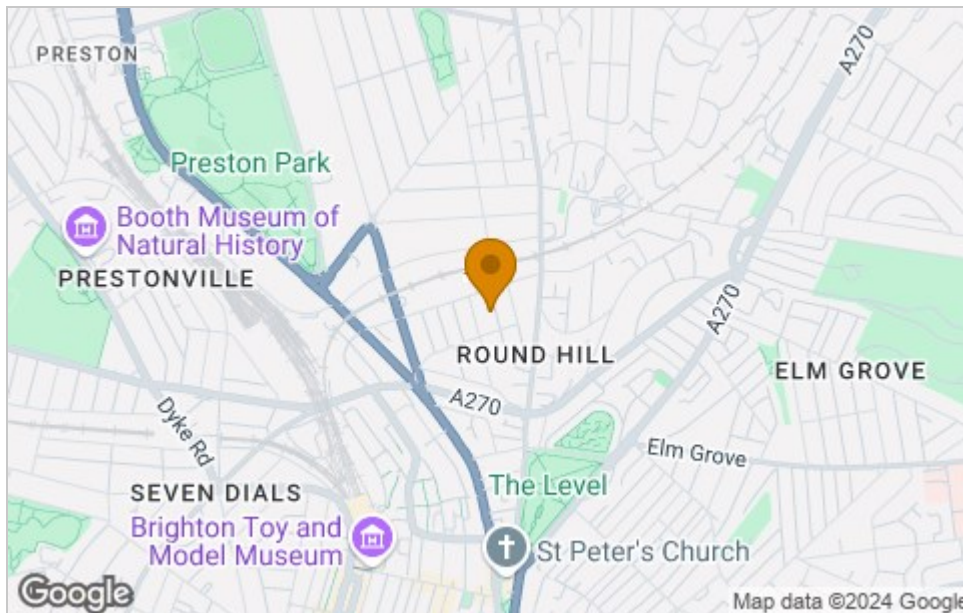 PRESTON
A270
Preston Park
Booth Museum of
Natural History
PRESTONVILLE
A270
ROUND HILL
ELM GROVE
A270
Dyke Rd
Elm Grove
SEVEN DIALS
The Level
Brighton Toy and
Model Museum
St Peter's Church
Google
Map data ©2024 Google